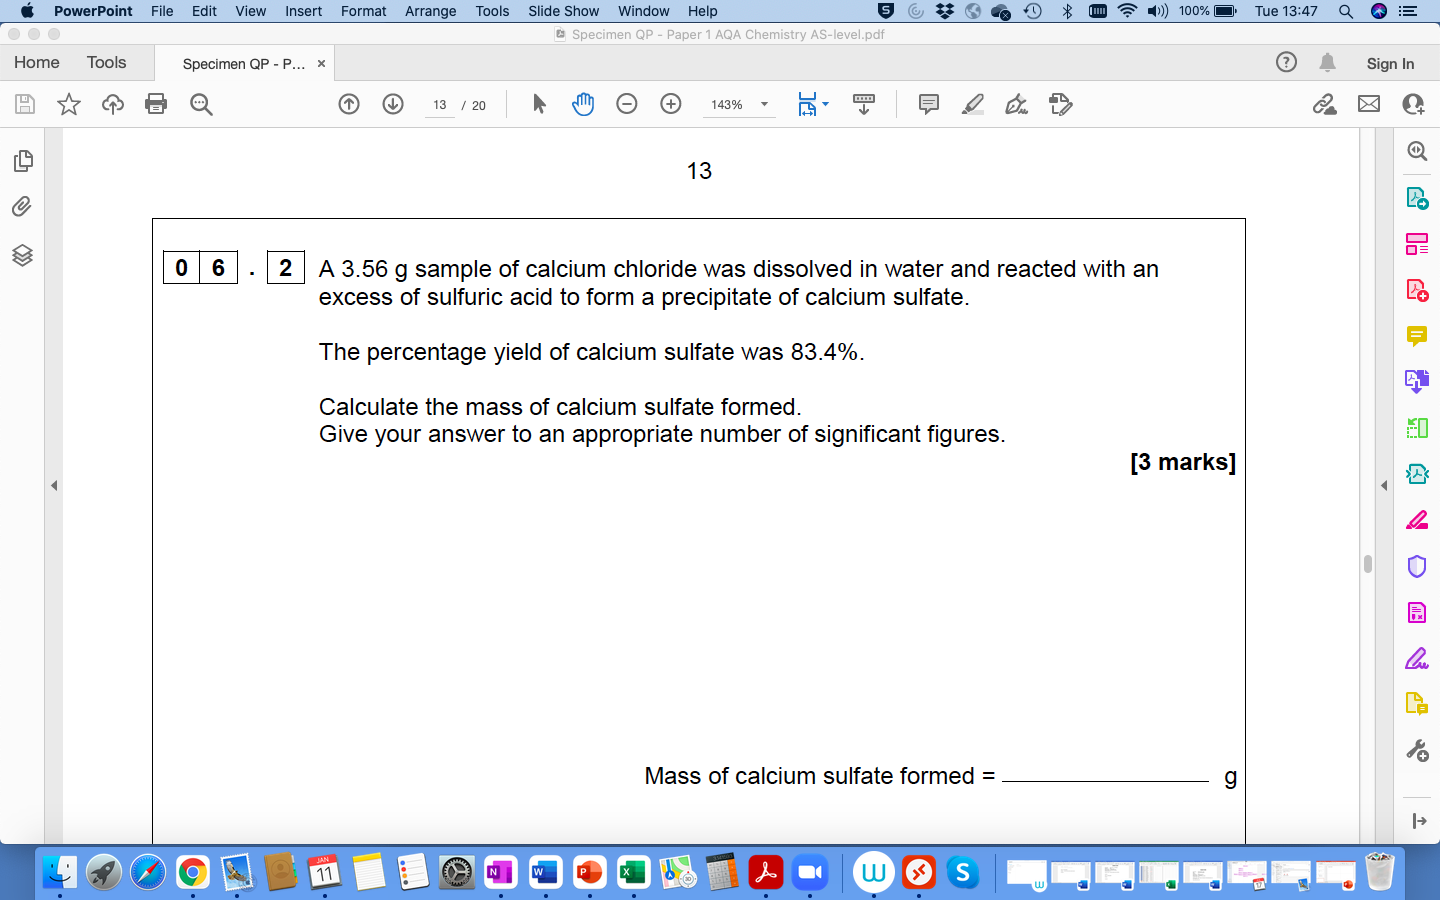 PowerPoint File Edit View Insert Format Arrange Tools Slide Show Window Help 100% Tue 13:47
Specimen QP - Paper 1 AQA Chemistry AS-level.pdf
Home Tools Specimen QP - P... × Sign In
13 / 20 143%
13
0 6 . 2 A 3.56 g sample of calcium chloride was dissolved in water and reacted with an
excess of sulfuric acid to form a precipitate of calcium sulfate.
The percentage yield of calcium sulfate was 83.4%.
Calculate the mass of calcium sulfate formed.
Give your answer to an appropriate number of significant figures.
[3 marks]
Mass of calcium sulfate formed = ________ g
JAN
11